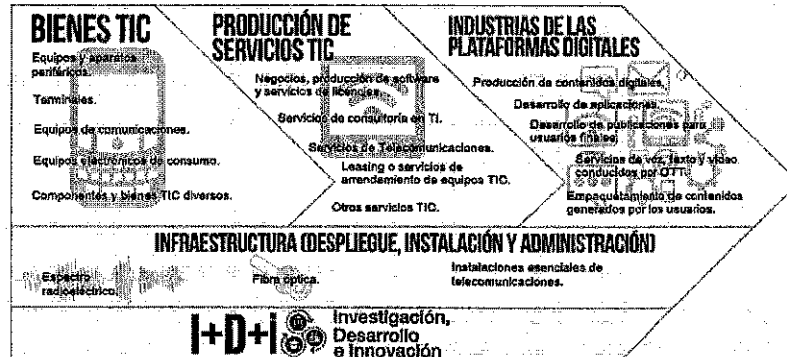 BIENES TIC
Equipos y aparatos
periféricos.
Terminales.
Equipos de comunicaciones.
Equipos electrónicos de consumo.
Componentes y bienes TIC diversos.
PRODUCCIÓN DE
SERVICIOS TIC
Negocios, producción de software
y servicios de licencias.
Servicios de consultoría en TI.
Servicios de Telecomunicaciones.
Leasing o servicios de
arrendamiento de equipos TIC.
Otros servicios TIC.
INDUSTRIAS DE LAS
PLATAFORMAS DIGITALES
Producción de contenidos digitales.
Desarrollo de aplicaciones.
Desarrollo de publicaciones para
usuarios finales.
Servicios de voz, texto y video
conducidos por OTT.
Empaquetamiento de contenidos
generados por los usuarios.
INFRAESTRUCTURA (DESPLIEGUE, INSTALACIÓN Y ADMINISTRACIÓN)
Espectro
radioeléctrico.
Fibra óptica.
Instalaciones esenciales de
telecomunicaciones.
I+D+I
Investigación,
Desarrollo
e Innovación